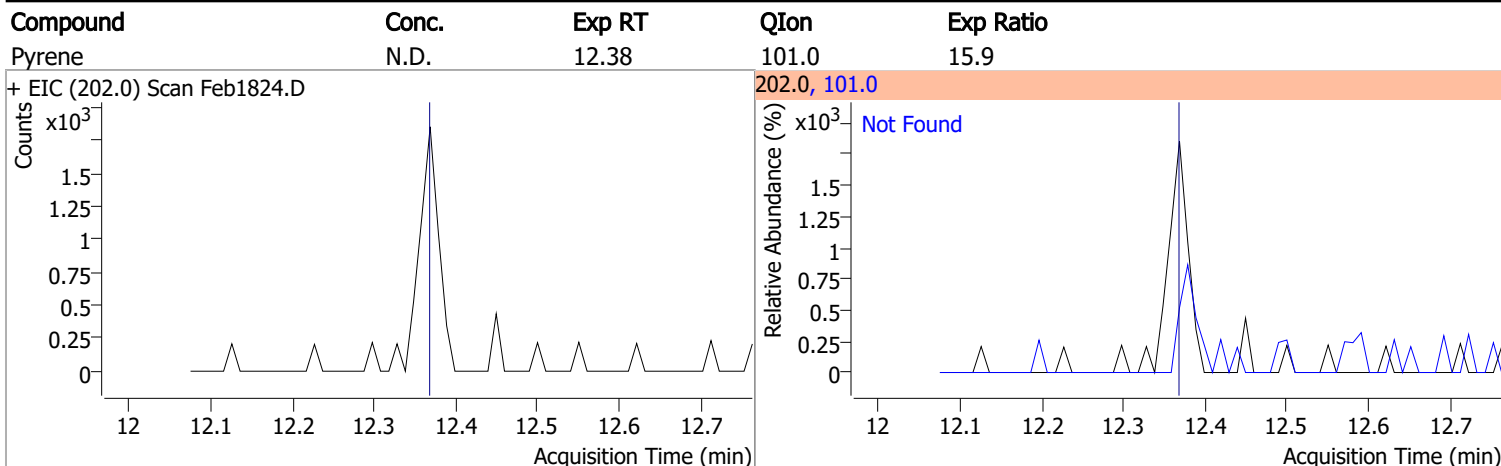 Compound Conc. Exp RT QIon Exp Ratio
Pyrene N.D. 12.38 101.0 15.9
+ EIC (202.0) Scan Feb1824.D
Counts
x10³
1.5
1.25
1
0.75
0.5
0.25
0
12 12.1 12.2 12.3 12.4 12.5 12.6 12.7
Acquisition Time (min)
202.0, 101.0
Relative Abundance (%)
x10³
Not Found
1.5
1.25
1
0.75
0.5
0.25
0
12 12.1 12.2 12.3 12.4 12.5 12.6 12.7
Acquisition Time (min)